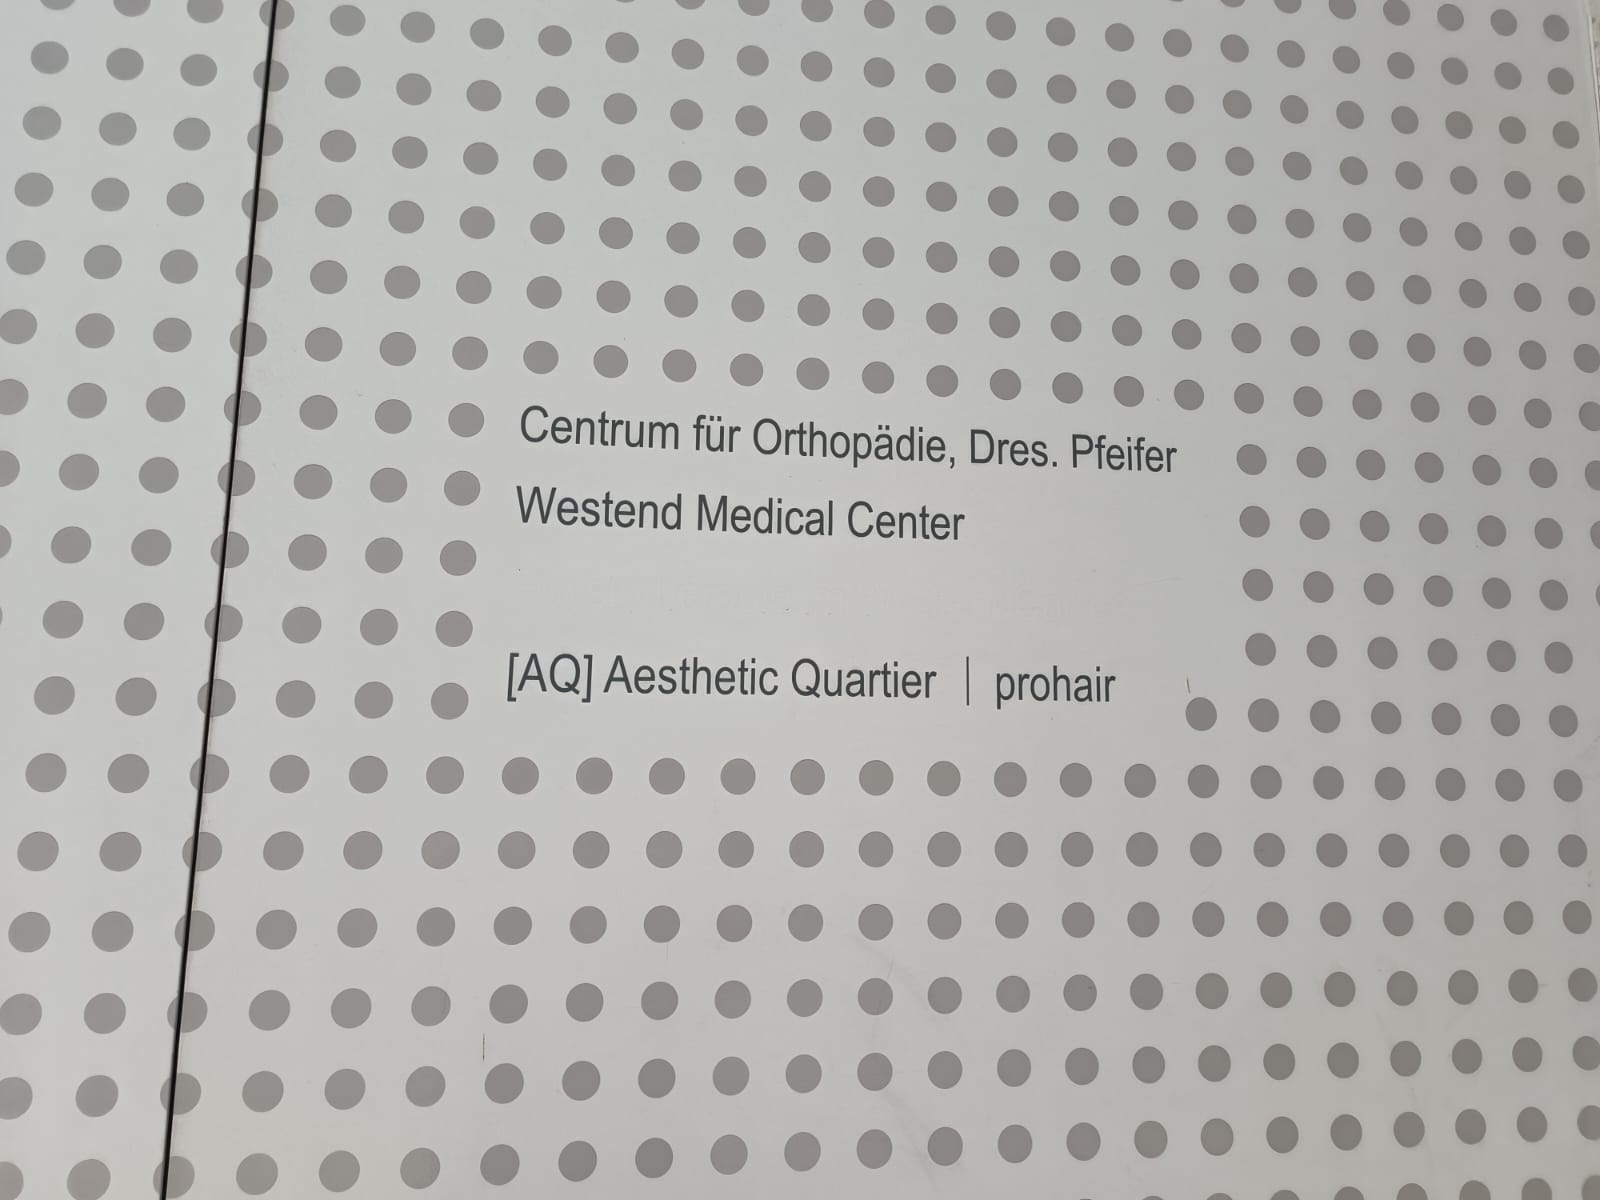 Centrum für Orthopädie, Dres. Pfeifer
Westend Medical Center
[AQ] Aesthetic Quartier | prohair